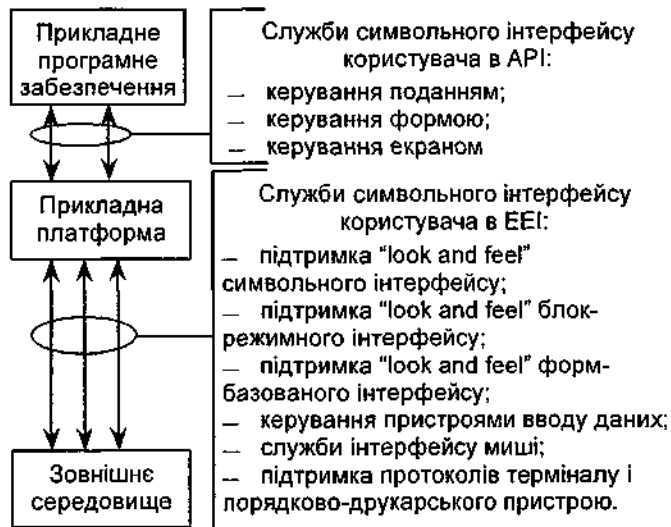 Прикладне
програмне
забезпечення
Служби символьного інтерфейсу
користувача в API:
— керування поданням;
— керування формою;
— керування екраном
Прикладна
платформа
Служби символьного інтерфейсу
користувача в EEI:
— підтримка “look and feel”
символьного інтерфейсу;
— підтримка “look and feel” блок-
режимного інтерфейсу;
— підтримка “look and feel” форм-
базованого інтерфейсу;
— керування пристроями вводу даних;
— служби інтерфейсу миші;
— підтримка протоколів терміналу і
порядково-друкарського пристрою.
Зовнішнє
середовище